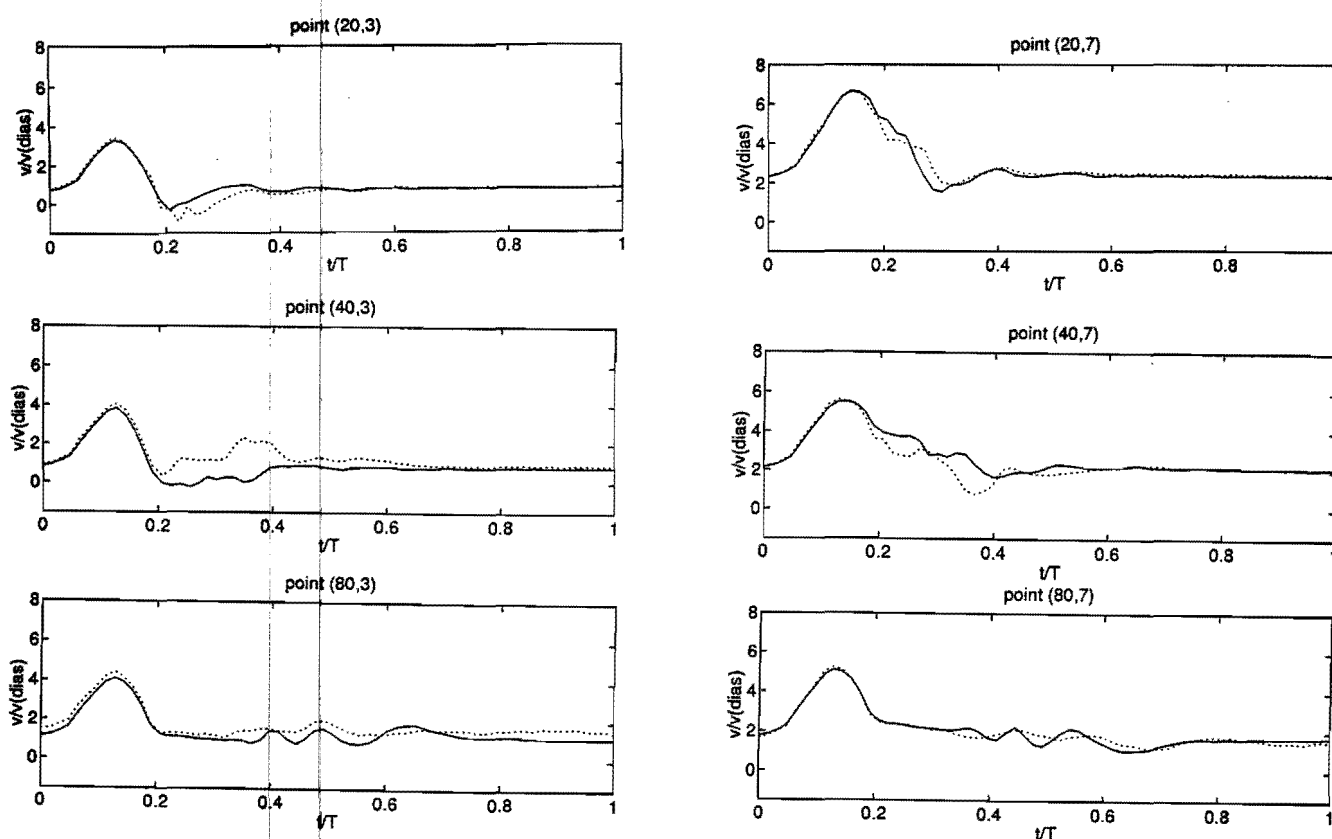 point (20,3)
8
6
4
2
0
v/v(dias)
0 0.2 0.4 0.6 0.8 1
t/T
point (20,7)
8
6
4
2
0
v/v(dias)
0 0.2 0.4 0.6 0.8
t/T
point (40,3)
8
6
4
2
0
v/v(dias)
0 0.2 0.4 0.6 0.8 1
t/T
point (40,7)
8
6
4
2
0
v/v(dias)
0 0.2 0.4 0.6 0.8 1
t/T
point (80,3)
8
6
4
2
0
v/v(dias)
0 0.2 0.4 0.6 0.8 1
t/T
point (80,7)
8
6
4
2
0
v/v(dias)
0 0.2 0.4 0.6 0.8 1
t/T